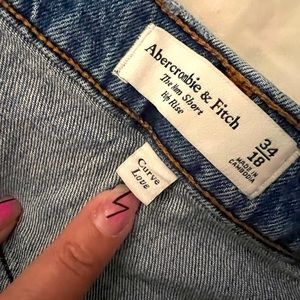 Abercrombie & Fitch
The Mom Short
High Rise
34
18
MADE IN
CAMBODIA
Curve
Love